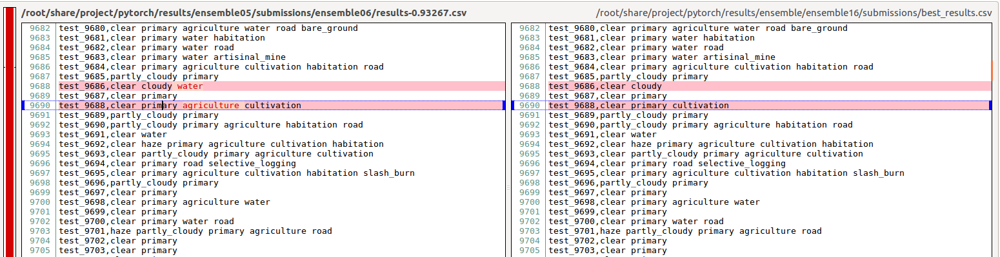 /root/share/project/pytorch/results/ensemble05/submissions/ensemble06/results-0.93267.csv
9682 test_9680,clear primary agriculture water road bare_ground
9683 test_9681,clear primary water habitation
9684 test_9682,clear primary water road
9685 test_9683,clear primary water artisinal_mine
9686 test_9684,clear primary agriculture cultivation habitation road
9687 test_9685,partly_cloudy primary
9688 test_9686,clear cloudy water
9689 test_9687,clear primary
9690 test_9688,clear primary agriculture cultivation
9691 test_9689,partly_cloudy primary
9692 test_9690,partly_cloudy primary agriculture habitation road
9693 test_9691,clear water
9694 test_9692,clear haze primary agriculture cultivation habitation
9695 test_9693,clear partly_cloudy primary agriculture cultivation
9696 test_9694,clear primary road selective_logging
9697 test_9695,clear primary agriculture cultivation habitation slash_burn
9698 test_9696,partly_cloudy primary
9699 test_9697,clear primary
9700 test_9698,clear primary agriculture water
9701 test_9699,clear primary
9702 test_9700,clear primary water road
9703 test_9701,haze partly_cloudy primary agriculture road
9704 test_9702,clear primary
9705 test_9703,clear primary
/root/share/project/pytorch/results/ensemble/ensemble16/submissions/best_results.csv
9682 test_9680,clear primary agriculture water road bare_ground
9683 test_9681,clear primary water habitation
9684 test_9682,clear primary water road
9685 test_9683,clear primary water artisinal_mine
9686 test_9684,clear primary agriculture cultivation habitation road
9687 test_9685,partly_cloudy primary
9688 test_9686,clear cloudy
9689 test_9687,clear primary
9690 test_9688,clear primary cultivation
9691 test_9689,partly_cloudy primary
9692 test_9690,partly_cloudy primary agriculture habitation road
9693 test_9691,clear water
9694 test_9692,clear haze primary agriculture cultivation habitation
9695 test_9693,clear partly_cloudy primary agriculture cultivation
9696 test_9694,clear primary road selective_logging
9697 test_9695,clear primary agriculture cultivation habitation slash_burn
9698 test_9696,partly_cloudy primary
9699 test_9697,clear primary
9700 test_9698,clear primary agriculture water
9701 test_9699,clear primary
9702 test_9700,clear primary water road
9703 test_9701,haze partly_cloudy primary agriculture road
9704 test_9702,clear primary
9705 test_9703,clear primary